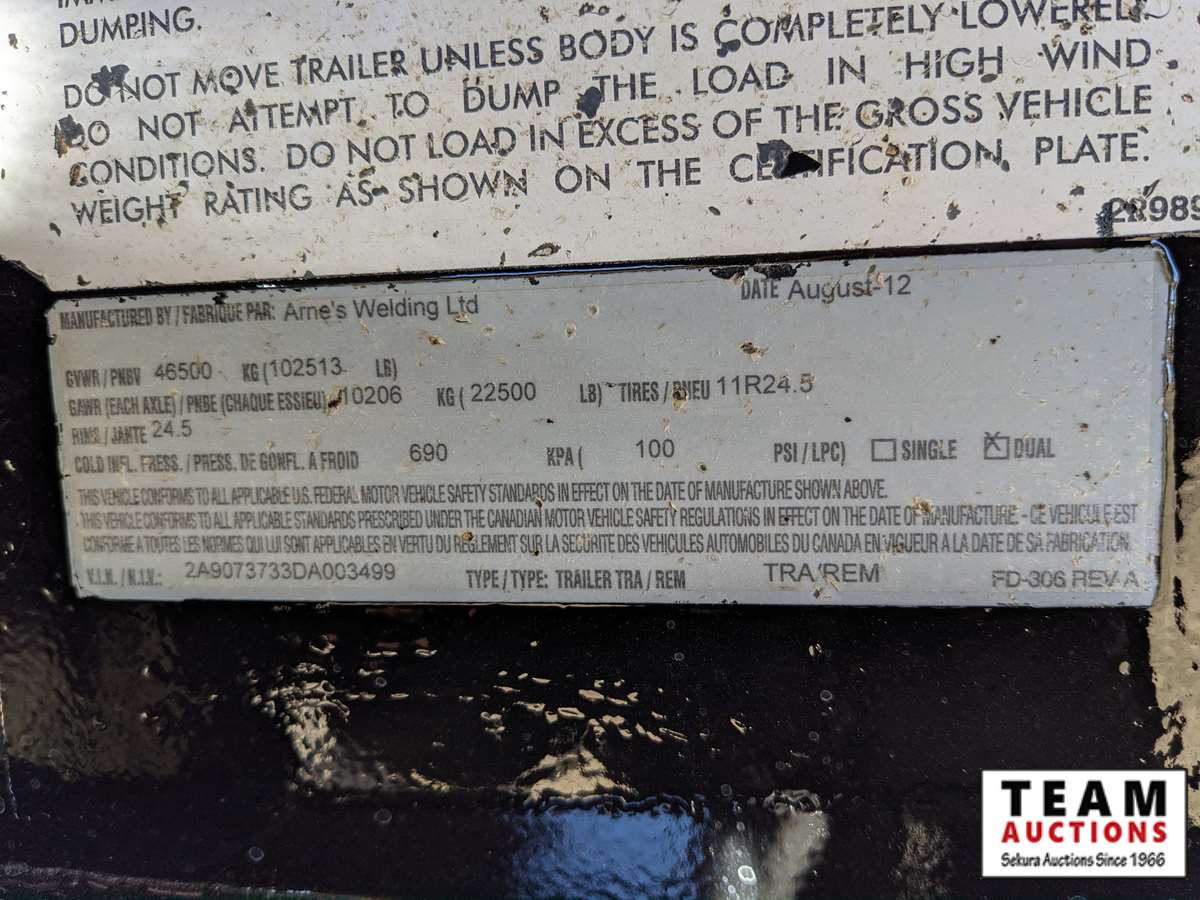 DUMPING.
DO NOT MOVE TRAILER UNLESS BODY IS COMPLETELY LOWERED.
DO NOT ATTEMPT TO DUMP THE LOAD IN HIGH WIND
CONDITIONS. DO NOT LOAD IN EXCESS OF THE GROSS VEHICLE
WEIGHT RATING AS SHOWN ON THE CERTIFICATION PLATE.
2R989
MANUFACTURED BY / FABRIQUE PAR: Arne's Welding Ltd DATE August-12
GVWR / PNBV 46500 KG (102513 LB)
GAWR (EACH AXLE) / PNBE (CHAQUE ESSIEU) 10206 KG ( 22500 LB) TIRES / PNEU 11R24.5
RIMS / JANTE 24.5
COLD INFL. PRESS. / PRESS. DE GONFL. A FROID 690 KPA ( 100 PSI / LPC) ☐ SINGLE ☒ DUAL
THIS VEHICLE CONFORMS TO ALL APPLICABLE U.S. FEDERAL MOTOR VEHICLE SAFETY STANDARDS IN EFFECT ON THE DATE OF MANUFACTURE SHOWN ABOVE.
THIS VEHICLE CONFORMS TO ALL APPLICABLE STANDARDS PRESCRIBED UNDER THE CANADIAN MOTOR VEHICLE SAFETY REGULATIONS IN EFFECT ON THE DATE OF MANUFACTURE. - CE VEHICULE EST
CONFORME A TOUTES LES NORMES QUI LUI SONT APPLICABLES EN VERTU DU REGLEMENT SUR LA SECURITE DES VEHICULES AUTOMOBILES DU CANADA EN VIGUEUR A LA DATE DE SA FABRICATION.
V.I.N. / N.I.V.: 2A9073733DA003499 TYPE / TYPE: TRAILER TRA / REM TRA/REM FD-306 REV A
TEAM
AUCTIONS
Sekura Auctions Since 1966